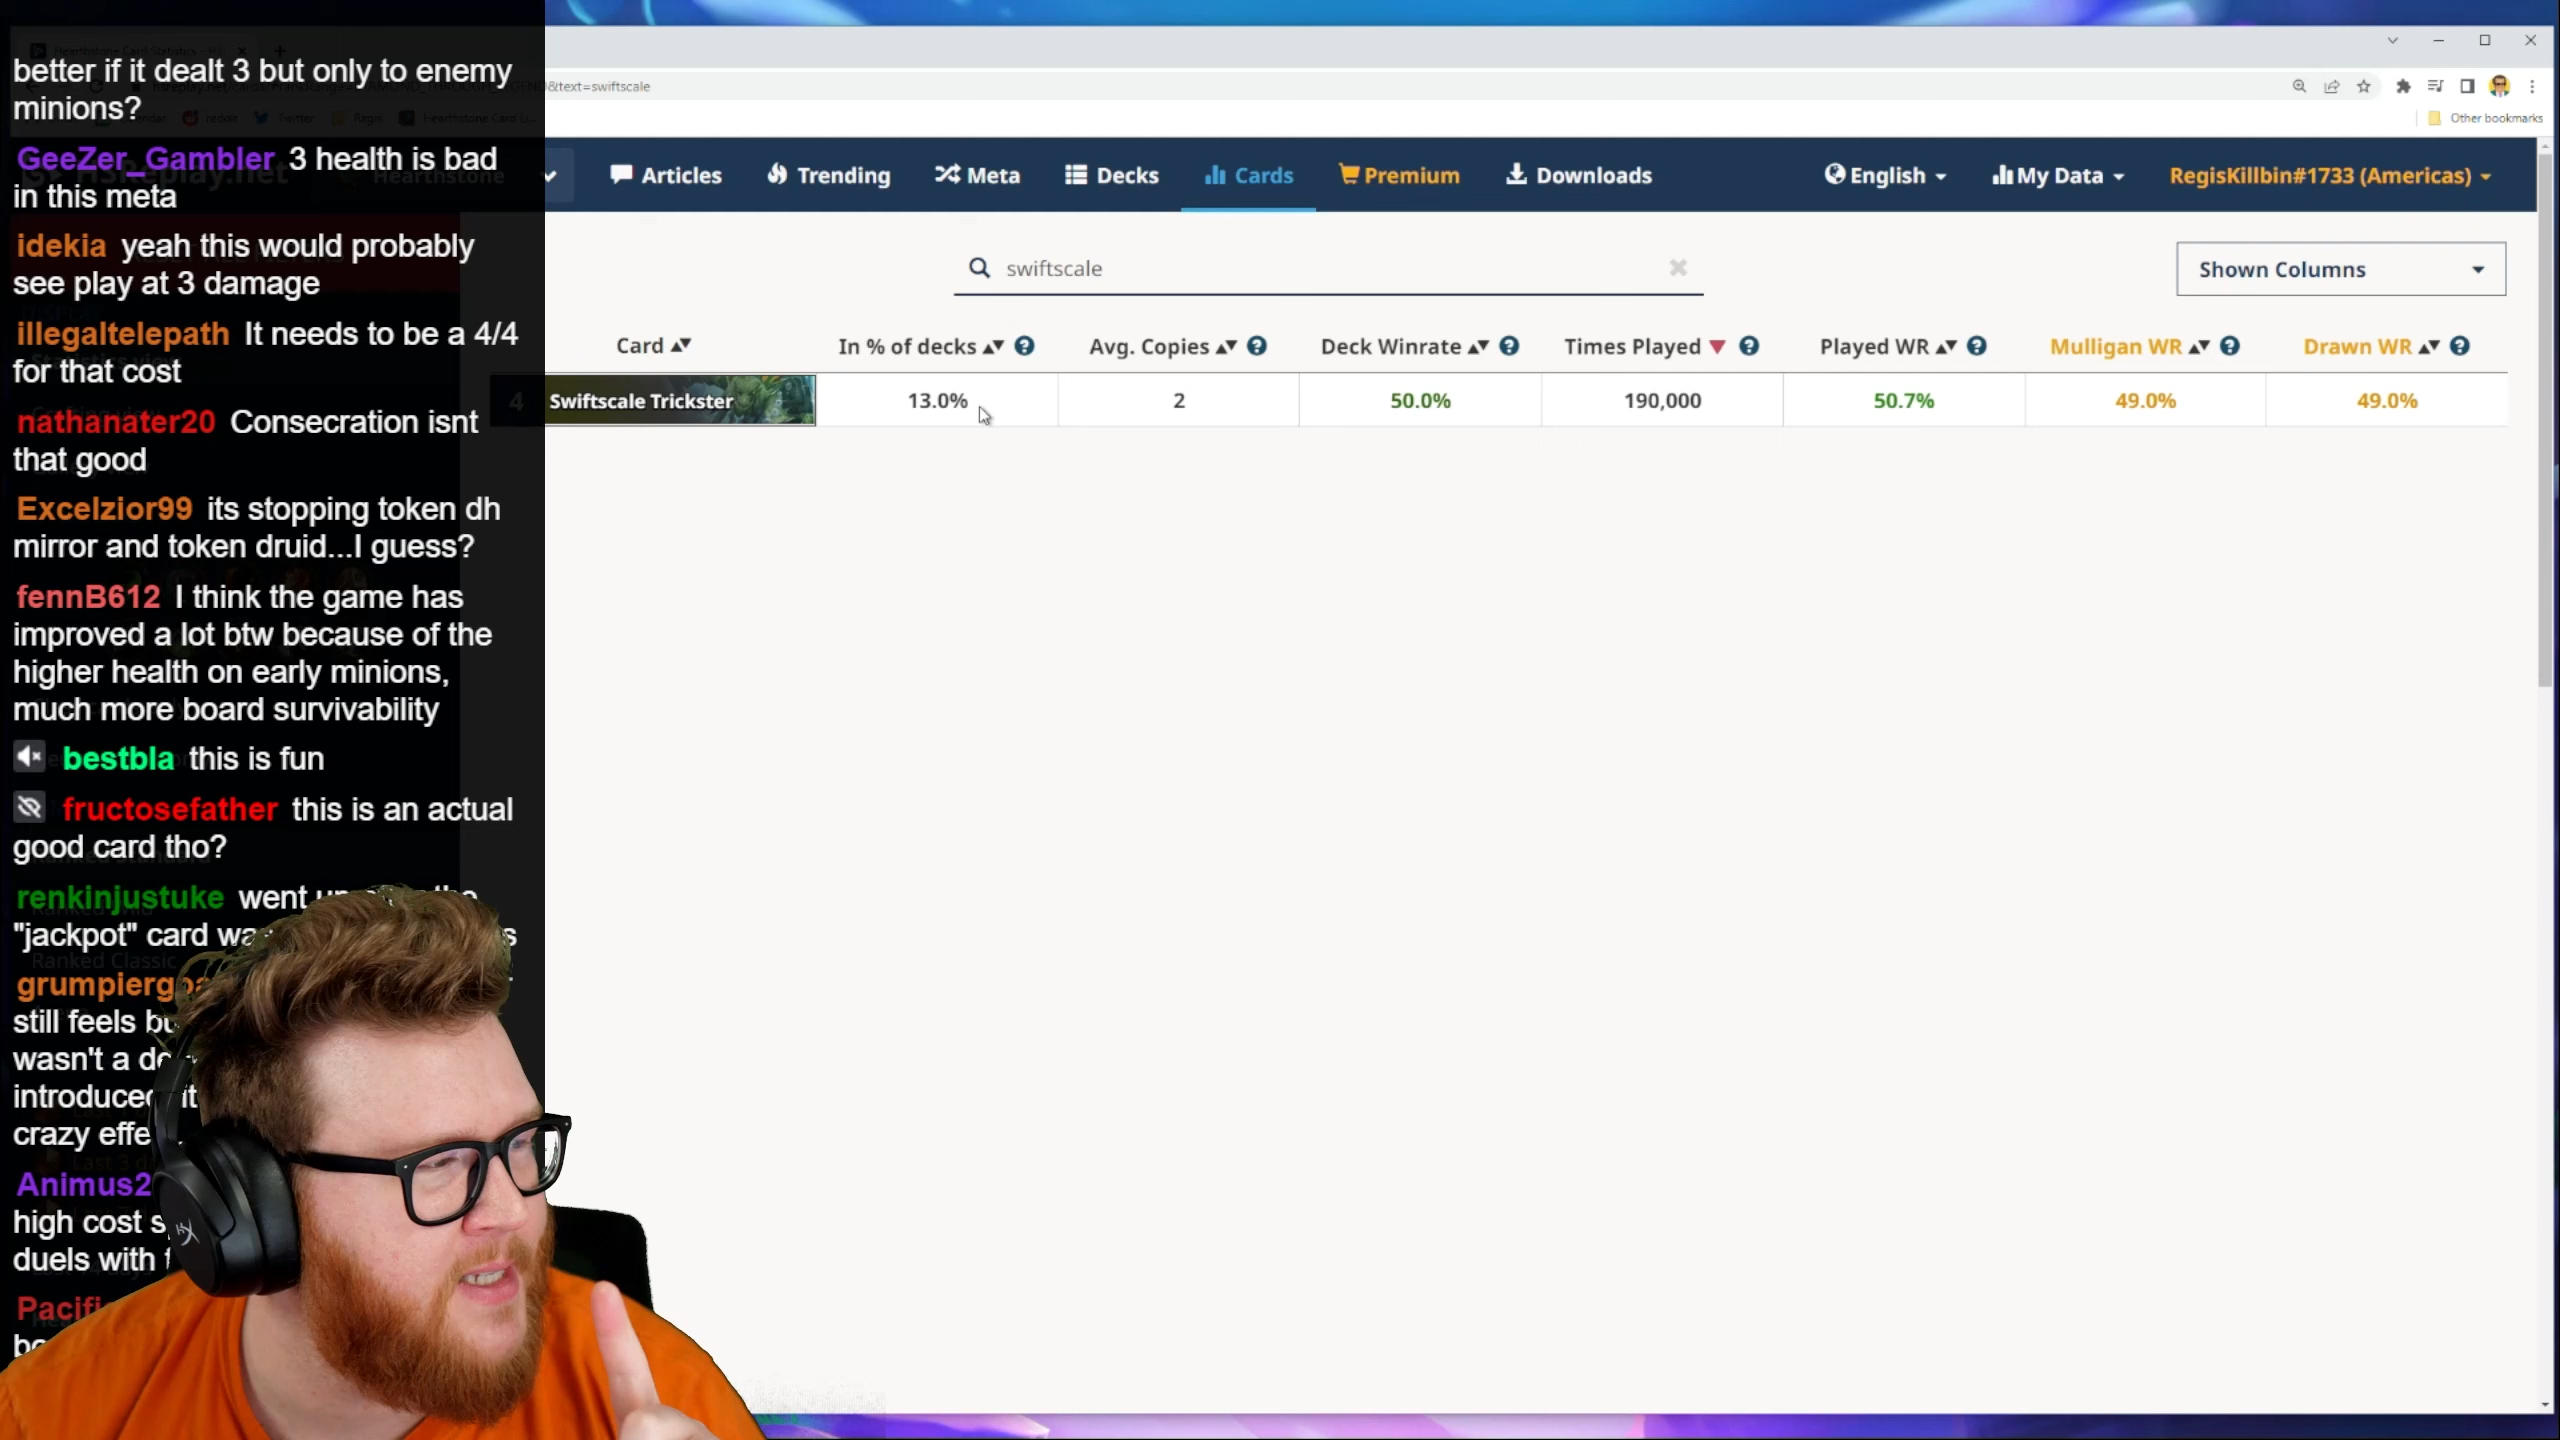 better if it dealt 3 but only to enemy
minions?
GeeZer_Gambler 3 health is bad
in this meta
idekia yeah this would probably
see play at 3 damage
illegaltelepath It needs to be a 4/4
for that cost
nathanater20 Consecration isnt
that good
Excelzior99 its stopping token dh
mirror and token druid...I guess?
fennB612 I think the game has
improved a lot btw because of the
higher health on early minions,
much more board survivability
bestbla this is fun
fructosefather this is an actual
good card tho?
renkinjustuke went
"jackpot" card
still feels
wasn't a
introduced it
crazy
high cost
duels with
Ranked Classic
&text=swiftscale
Other bookmarks
HSReplay.net Hearthstone Articles Trending Meta Decks Cards Premium Downloads English My Data RegisKillbin#1733 (Americas)
swiftscale
Shown Columns
Card In % of decks Avg. Copies Deck Winrate Times Played Played WR Mulligan WR Drawn WR
4 Swiftscale Trickster 13.0% 2 50.0% 190,000 50.7% 49.0% 49.0%